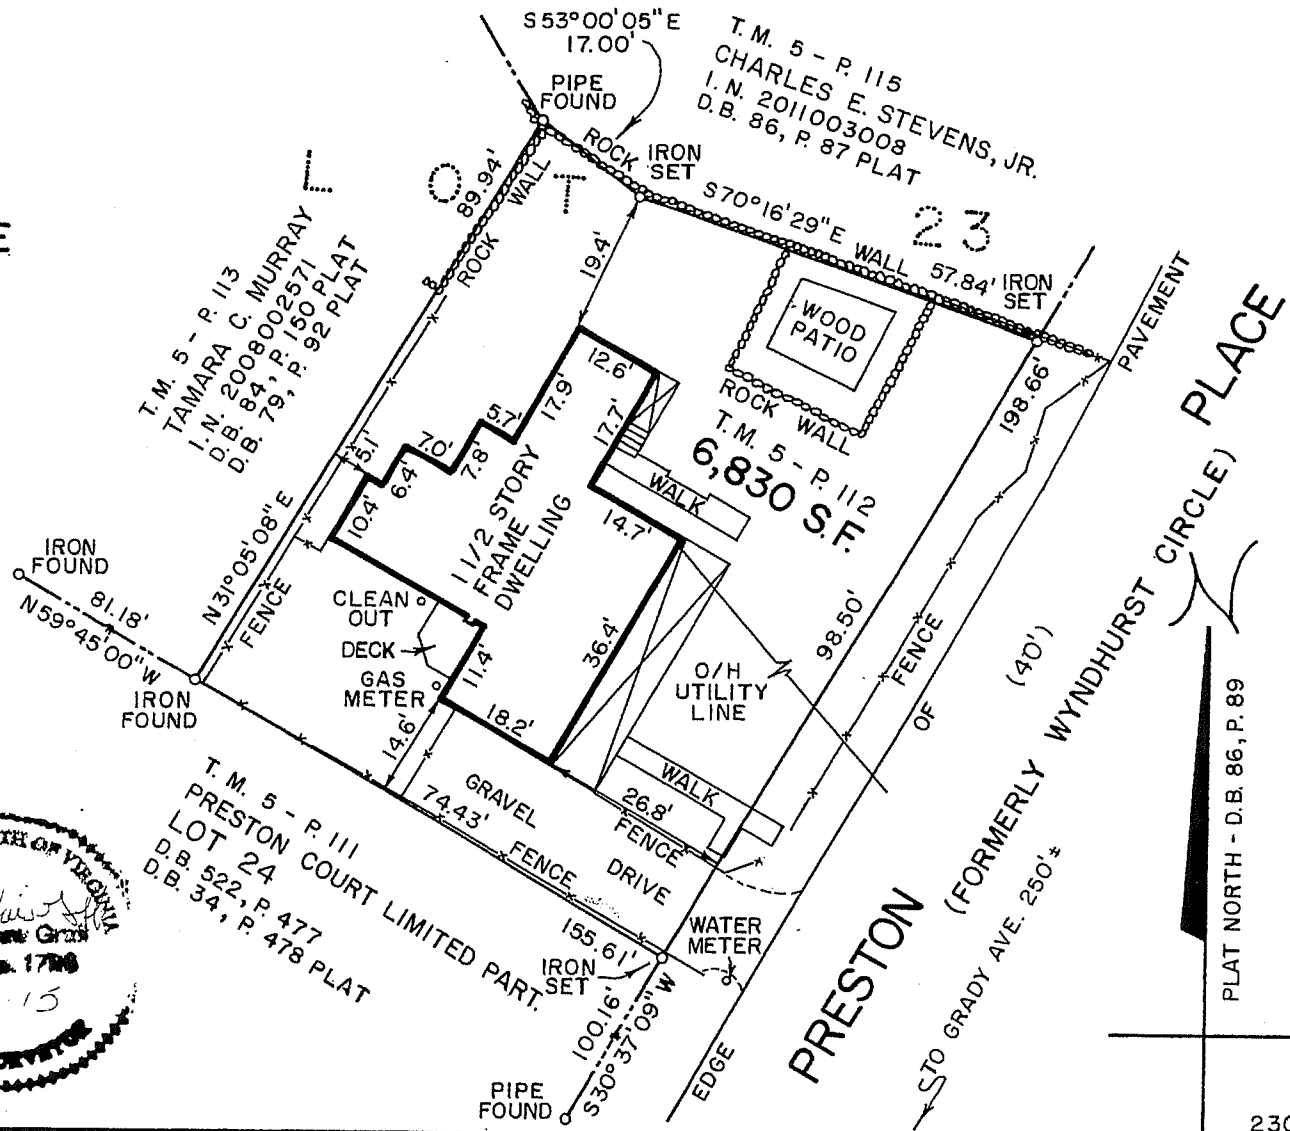 S 53°00'05" E
17.00'
PIPE
FOUND
ROCK
WALL
IRON
SET
T. M. 5 - P. 115
CHARLES E. STEVENS, JR.
I. N. 2011003008
D.B. 86, P. 87 PLAT
L O T 23
E
89.94'
ROCK
WALL
S70°16'29"E
57.84'
IRON
SET
T. M. 5 - P. 113
TAMARA C. MURRAY
I. N. 2008002571
D.B. 84, P. 150 PLAT
D.B. 79, P. 92 PLAT
19.4'
WOOD
PATIO
ROCK WALL
PAVEMENT
198.66'
12.6'
17.9'
17.7'
5.7'
7.8'
7.0'
6.4'
5.1'
10.4'
T. M. 5 - P. 112
6,830 S.F.
WALK
14.7'
1 1/2 STORY
FRAME
DWELLING
N 31°05'08" E
FENCE
IRON
FOUND
81.18'
N 59°45'00" W
IRON
FOUND
CLEAN
OUT
DECK
GAS
METER
11.4'
36.4'
18.2'
14.6'
O/H
UTILITY
LINE
98.50'
FENCE
WALK
26.8'
FENCE
GRAVEL
DRIVE
FENCE
74.43'
155.61'
T. M. 5 - P. 111
PRESTON COURT LIMITED PART.
LOT 24
D.B. 522, P. 477
D.B. 34, P. 478 PLAT
WATER
METER
IRON
SET
100.16'
S30°37'09" W
PIPE
FOUND
EDGE
OF
PRESTON
(FORMERLY WYNDHURST CIRCLE)
PLACE
(40')
TO GRADY AVE. 250'±
PLAT NORTH - D.B. 86, P. 89
TH OF VIRGINIA
15
230